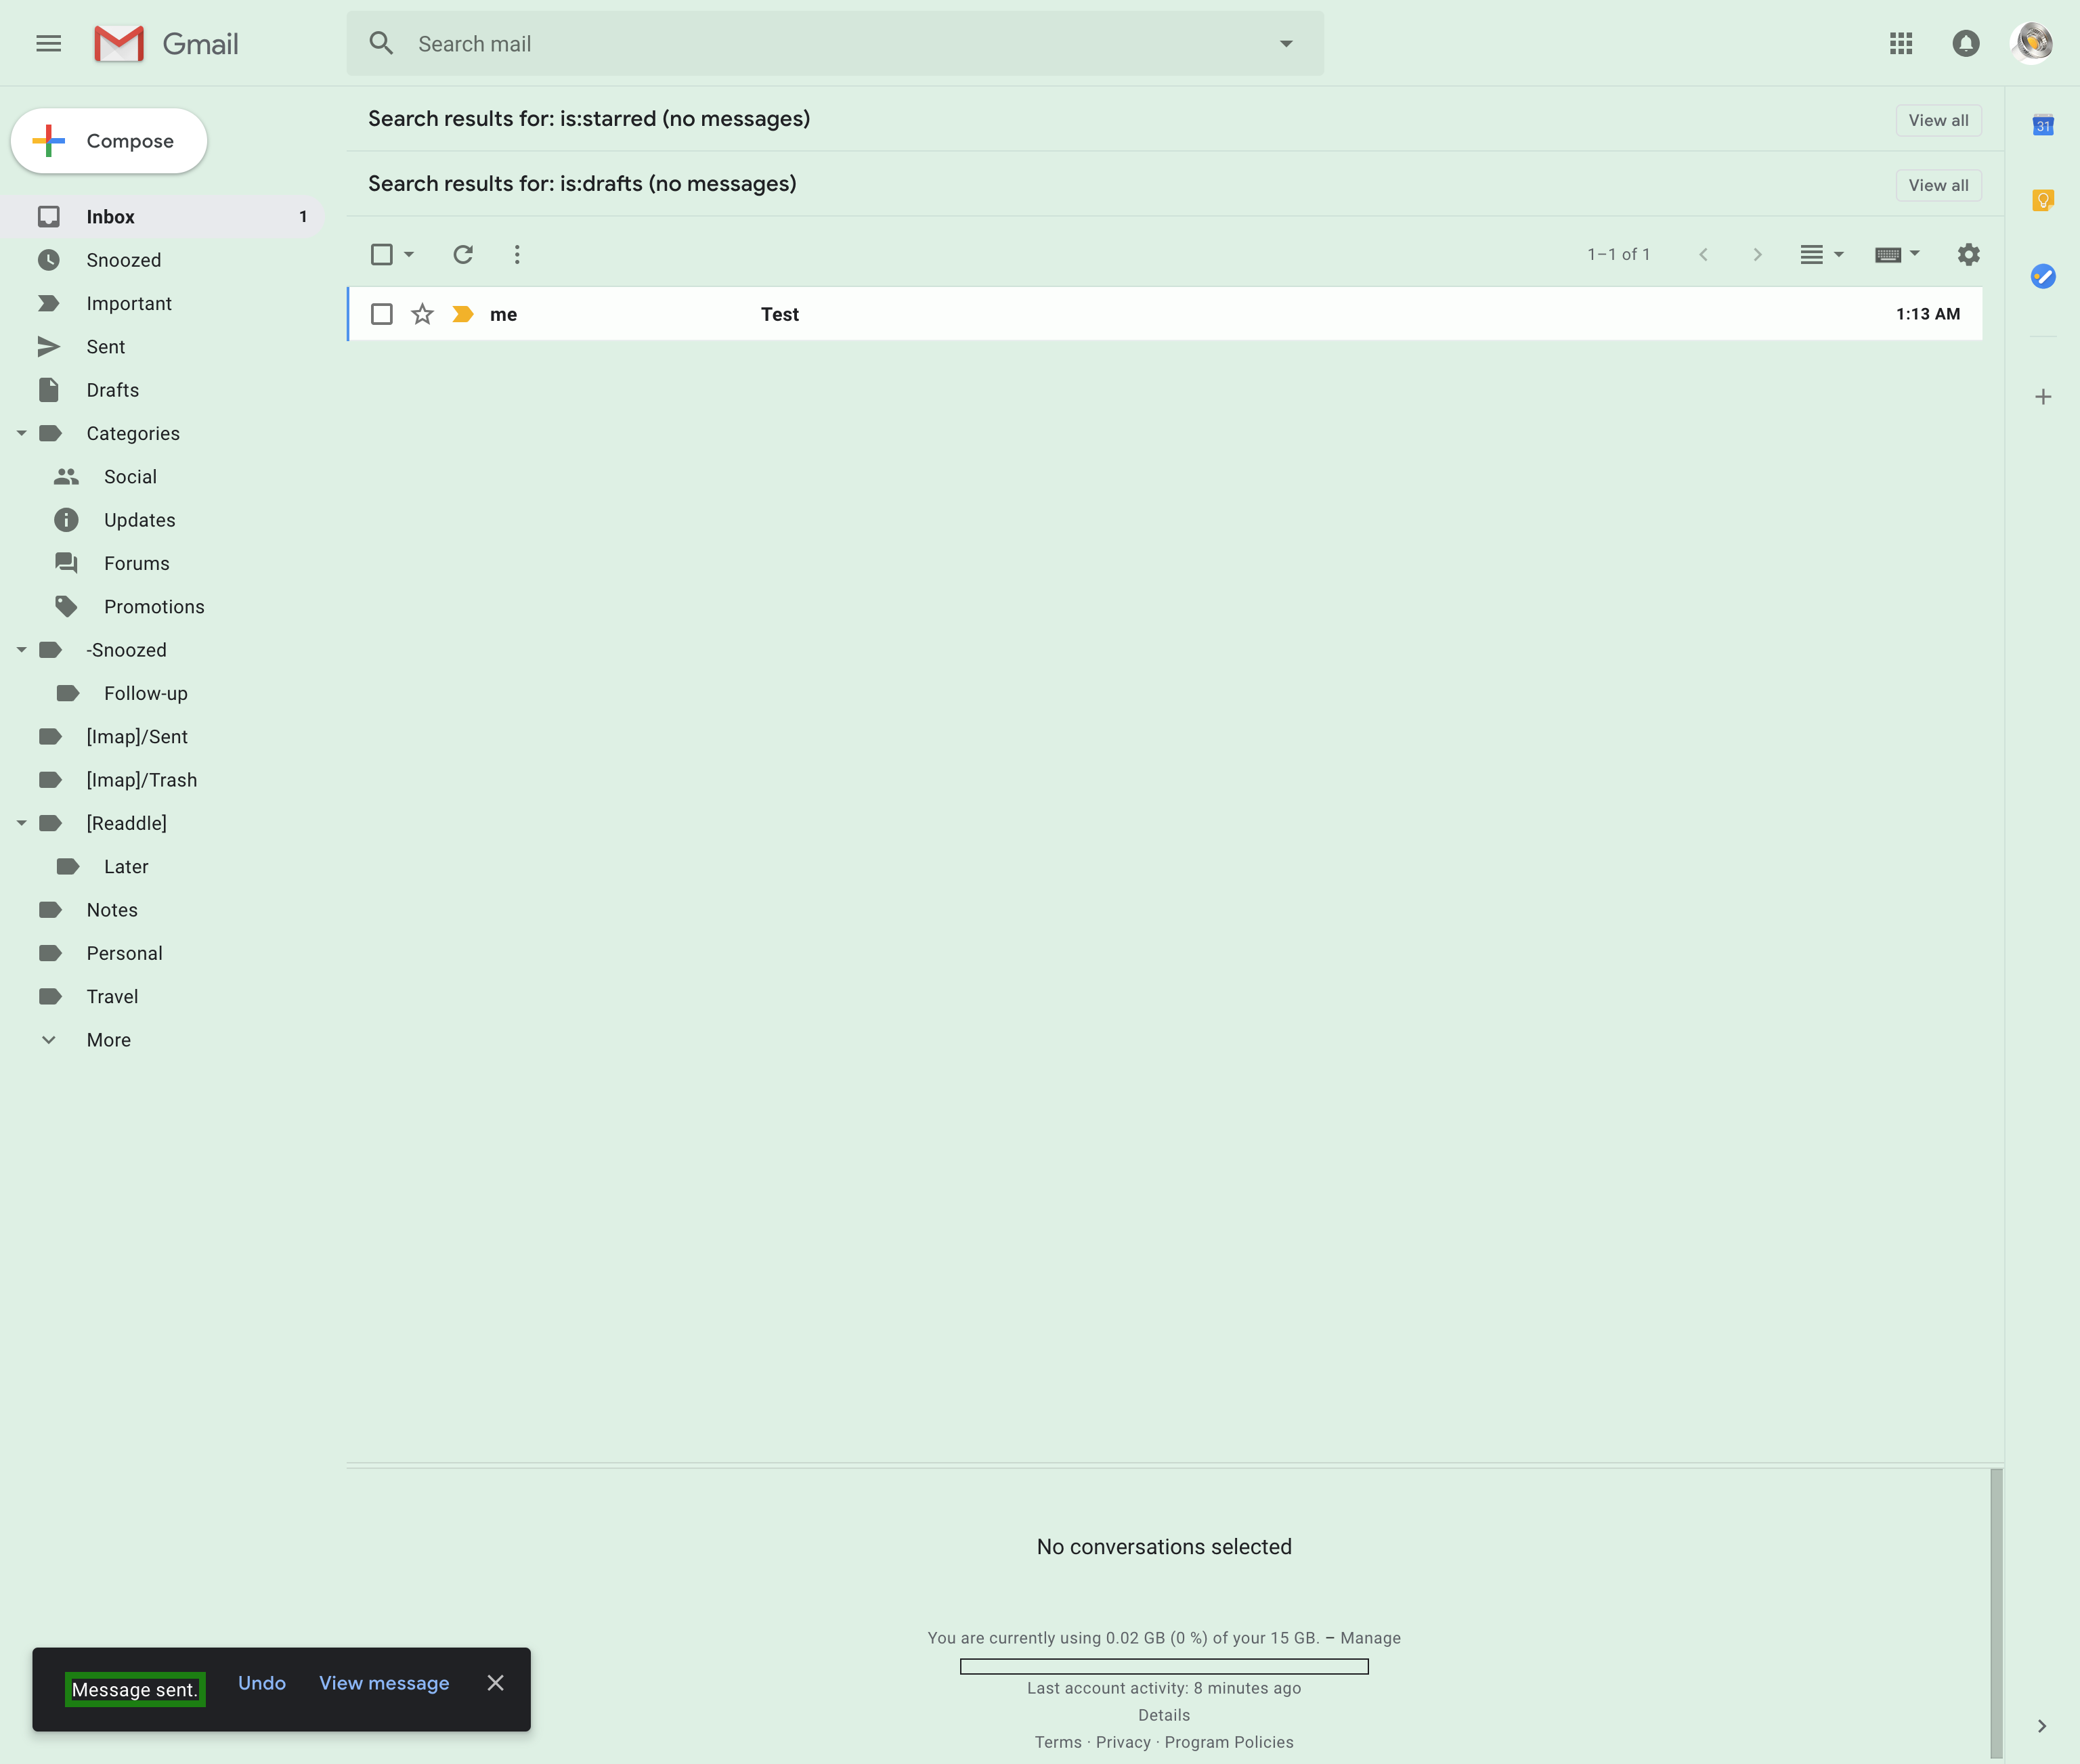 Gmail
Search mail
Compose
Inbox 1
Snoozed
Important
Sent
Drafts
Categories
Social
Updates
Forums
Promotions
-Snoozed
Follow-up
[Imap]/Sent
[Imap]/Trash
[Readdle]
Later
Notes
Personal
Travel
More
Search results for: is:starred (no messages) View all
Search results for: is:drafts (no messages) View all
1–1 of 1
me Test 1:13 AM
31
No conversations selected
You are currently using 0.02 GB (0 %) of your 15 GB. – Manage
Last account activity: 8 minutes ago
Details
Terms · Privacy · Program Policies
Message sent. Undo View message